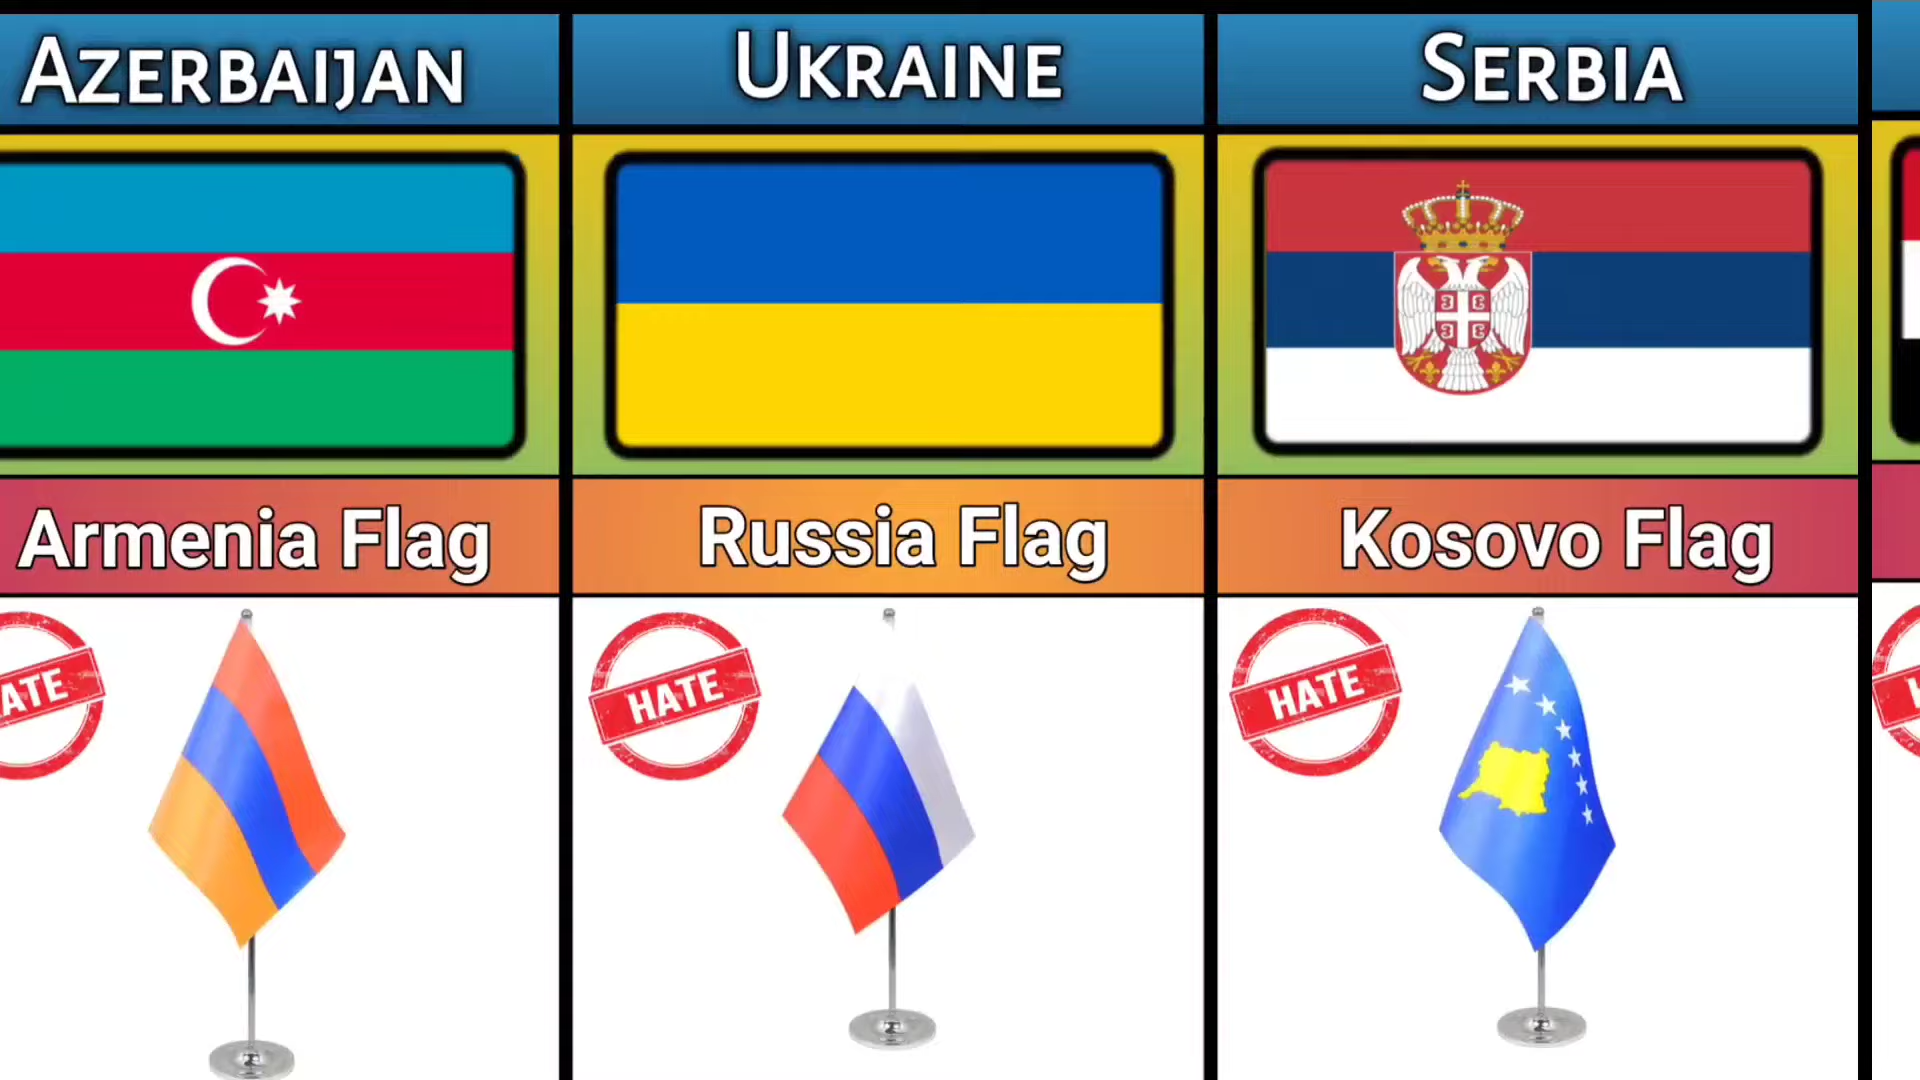 AZERBAIJAN
UKRAINE
SERBIA
Armenia Flag
Russia Flag
Kosovo Flag
HATE
HATE